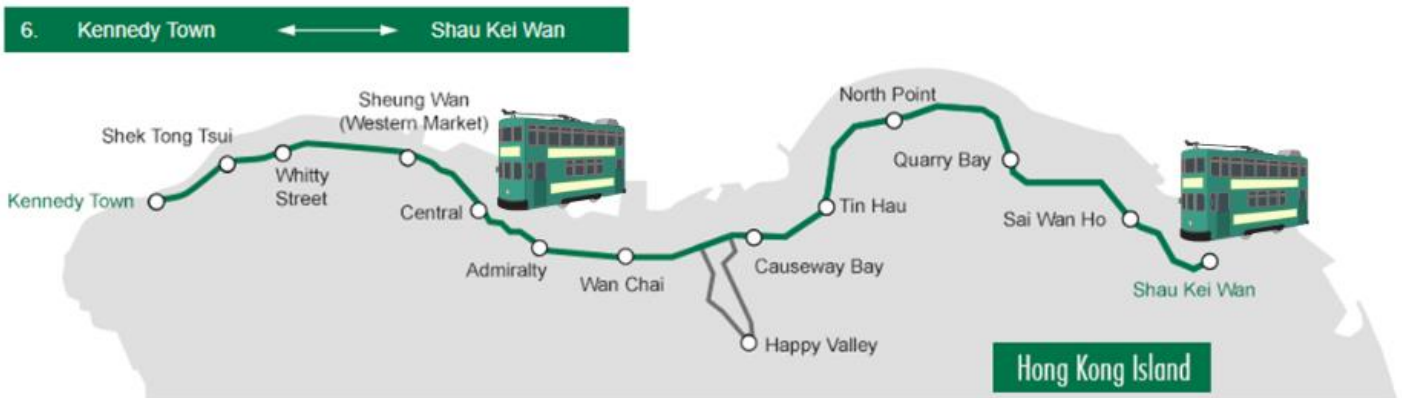 6. Kennedy Town Shau Kei Wan
Sheung Wan
(Western Market)
Shek Tong Tsui
Whitty
Street
Kennedy Town
Central
Admiralty
Wan Chai
Causeway Bay
Happy Valley
Tin Hau
North Point
Quarry Bay
Sai Wan Ho
Shau Kei Wan
Hong Kong Island